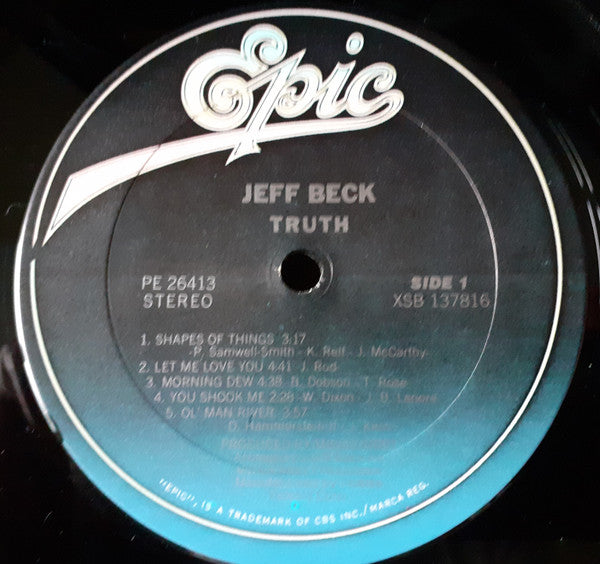 Epic
JEFF BECK
TRUTH
PE 26413
STEREO
SIDE 1
XSB 137816
1. SHAPES OF THINGS 3:17
-P. Samwell-Smith - K. Relf - J. McCarthy-
2. LET ME LOVE YOU 4:41 J. Rod
3. MORNING DEW 4:38 B. Dobson - T. Rose
4. YOU SHOOK ME 2:28 -W. Dixon - J. B. Lenore
5. OL' MAN RIVER 3:57
O. Hammerstein II
"EPIC", IS A TRADEMARK OF CBS INC./MARCA REG.